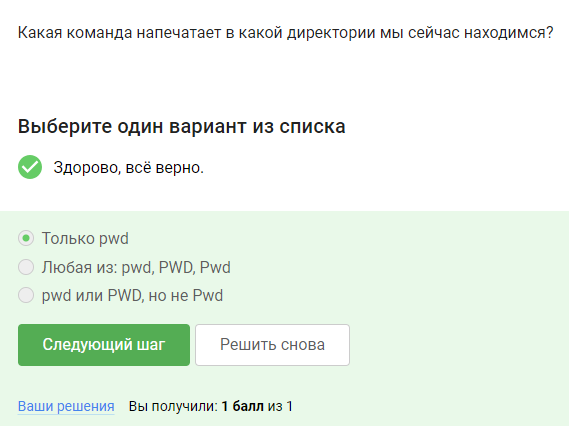 Какая команда напечатает в какой директории мы сейчас находимся?
Выберите один вариант из списка
Здорово, всё верно.
Только pwd
Любая из: pwd, PWD, Pwd
pwd или PWD, но не Pwd
Следующий шаг Решить снова
Ваши решения Вы получили: 1 балл из 1